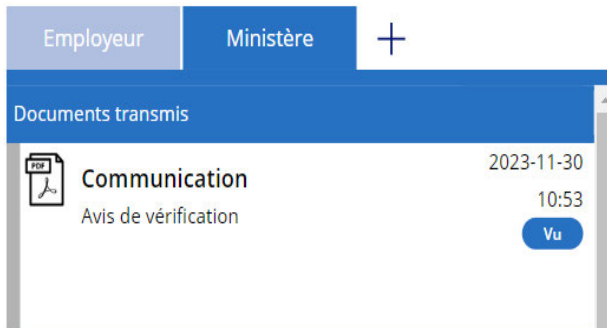 Employeur Ministère +
Documents transmis
PDF
Communication
2023-11-30
Avis de vérification
10:53
Vu